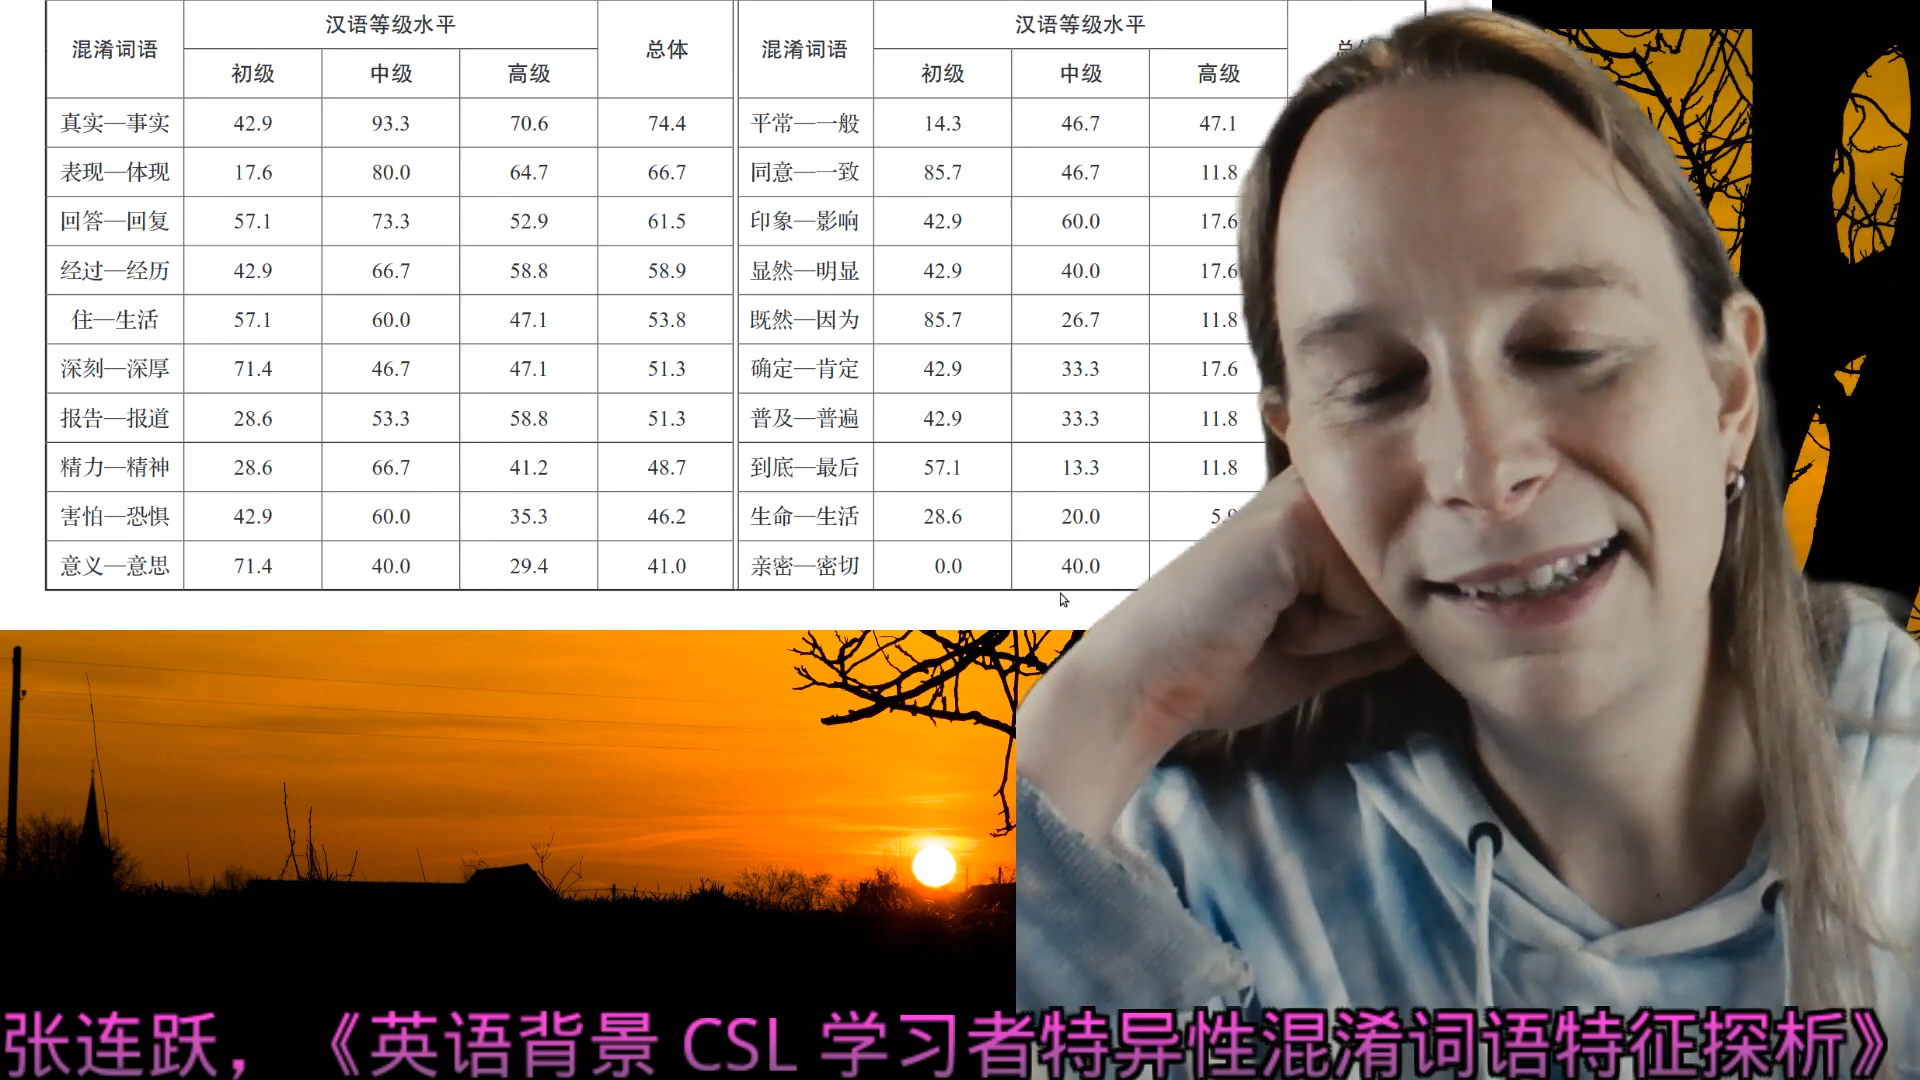 混淆词语 汉语等级水平 总体 混淆词语 汉语等级水平
初级 中级 高级 初级 中级 高级
真实—事实 42.9 93.3 70.6 74.4 平常—一般 14.3 46.7 47.1
表现—体现 17.6 80.0 64.7 66.7 同意—一致 85.7 46.7 11.8
回答—回复 57.1 73.3 52.9 61.5 印象—影响 42.9 60.0 17.6
经过—经历 42.9 66.7 58.8 58.9 显然—明显 42.9 40.0 17.6
住—生活 57.1 60.0 47.1 53.8 既然—因为 85.7 26.7 11.8
深刻—深厚 71.4 46.7 47.1 51.3 确定—肯定 42.9 33.3 17.6
报告—报道 28.6 53.3 58.8 51.3 普及—普遍 42.9 33.3 11.8
精力—精神 28.6 66.7 41.2 48.7 到底—最后 57.1 13.3 11.8
害怕—恐惧 42.9 60.0 35.3 46.2 生命—生活 28.6 20.0
意义—意思 71.4 40.0 29.4 41.0 亲密—密切 0.0 40.0
张连跃，《英语背景 CSL 学习者特异性混淆词语特征探析》